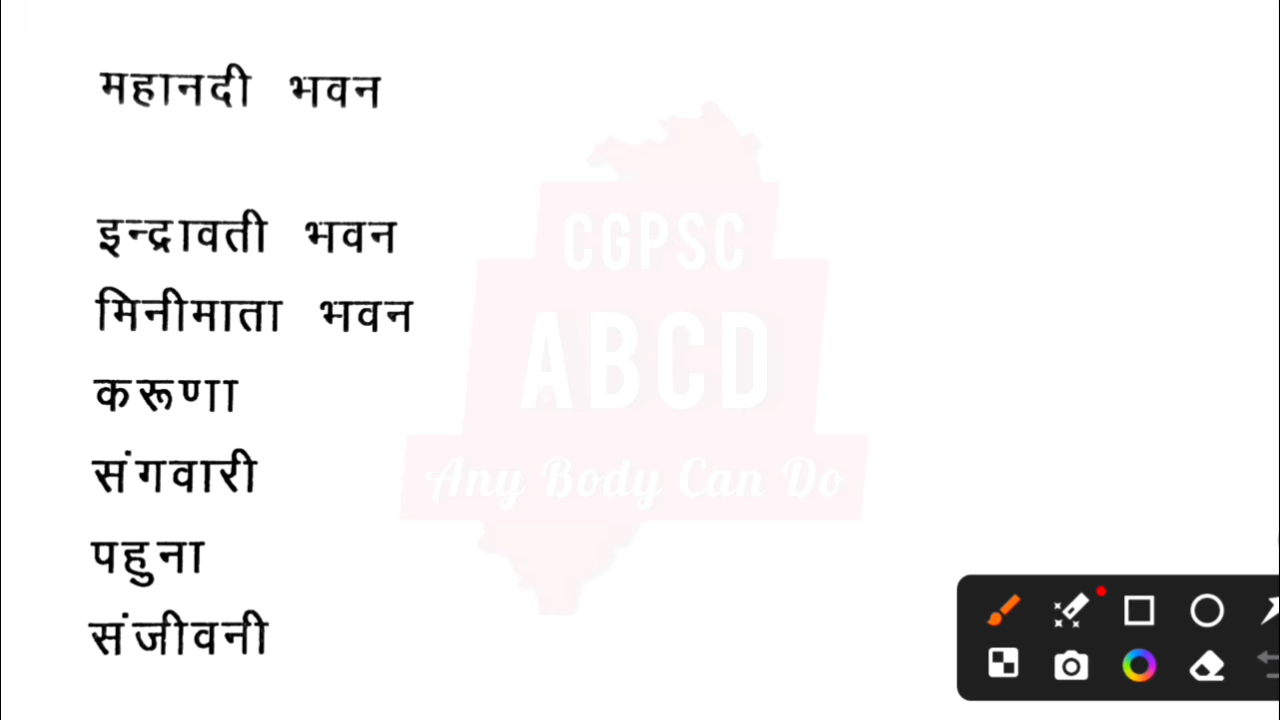 महानदी भवन
इन्द्रावती भवन
मिनीमाता भवन
करूणा
संगवारी
पहुना
संजीवनी
CGPSC
ABCD
Any Body Can Do